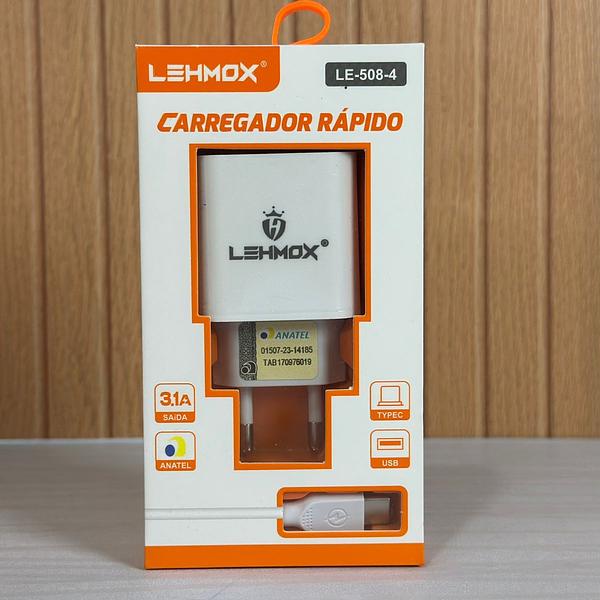 LEHMOX®
LE-508-4
CARREGADOR RÁPIDO
LEHMOX®
ANATEL
01507-23-14185
TAB170976019
3.1A
SAÍDA
TYPEC
ANATEL
USB